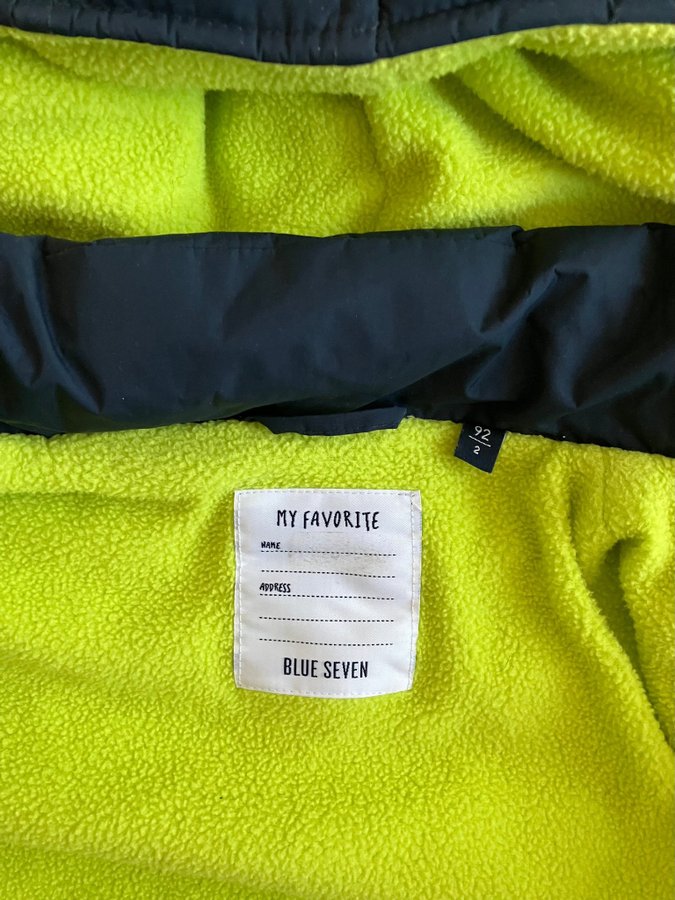 92
2
MY FAVORITE
NAME
ADDRESS
BLUE SEVEN